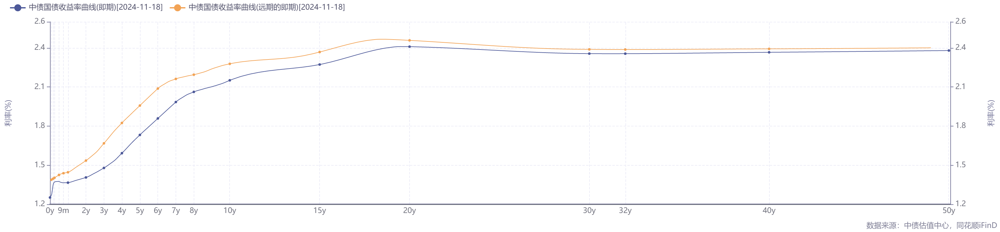 中债国债收益率曲线(即期)[2024-11-18] 中债国债收益率曲线(远期的即期)[2024-11-18]
2.6 2.6
2.4 2.4
2.1 2.1
利率(%) 利率(%)
1.8 1.8
1.5 1.5
1.2 1.2
0y 9m 2y 3y 4y 5y 6y 7y 8y 10y 15y 20y 30y 32y 40y 50y
数据来源：中债估值中心，同花顺iFinD